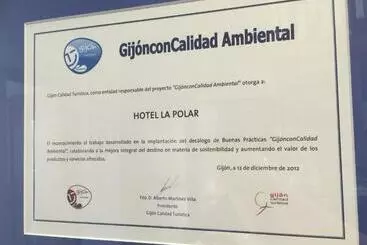 Gijón
GijónconCalidad Ambiental
Gijón Calidad Turística, como entidad responsable del proyecto "GijónconCalidad Ambiental" otorga a:
HOTEL LA POLAR
El reconocimiento al trabajo desarrollado en la implantación del decálogo de Buenas Prácticas "GijónconCalidad
Ambiental", colaborando a la mejora integral del destino en materia de sostenibilidad y aumentando el valor de los
productos y servicios ofrecidos.
Gijón, a 12 de diciembre de 2012
Fdo. D. Alberto Martínez Villa
Presidente
Gijón Calidad Turística
gijón
Calidad
Turística